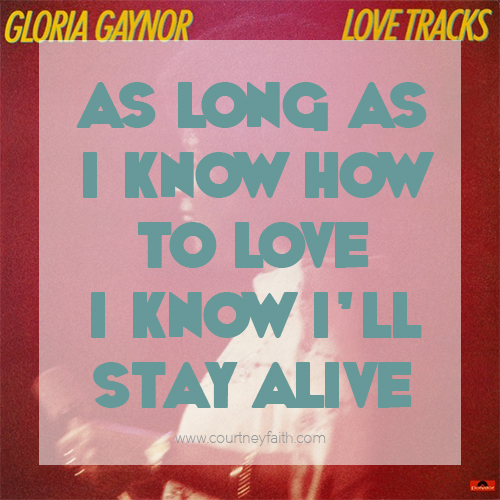 GLORIA GAYNOR LOVE TRACKS
AS LONG AS
I KNOW HOW
TO LOVE
I KNOW I'LL
STAY ALIVE
www.courtneyfaith.com